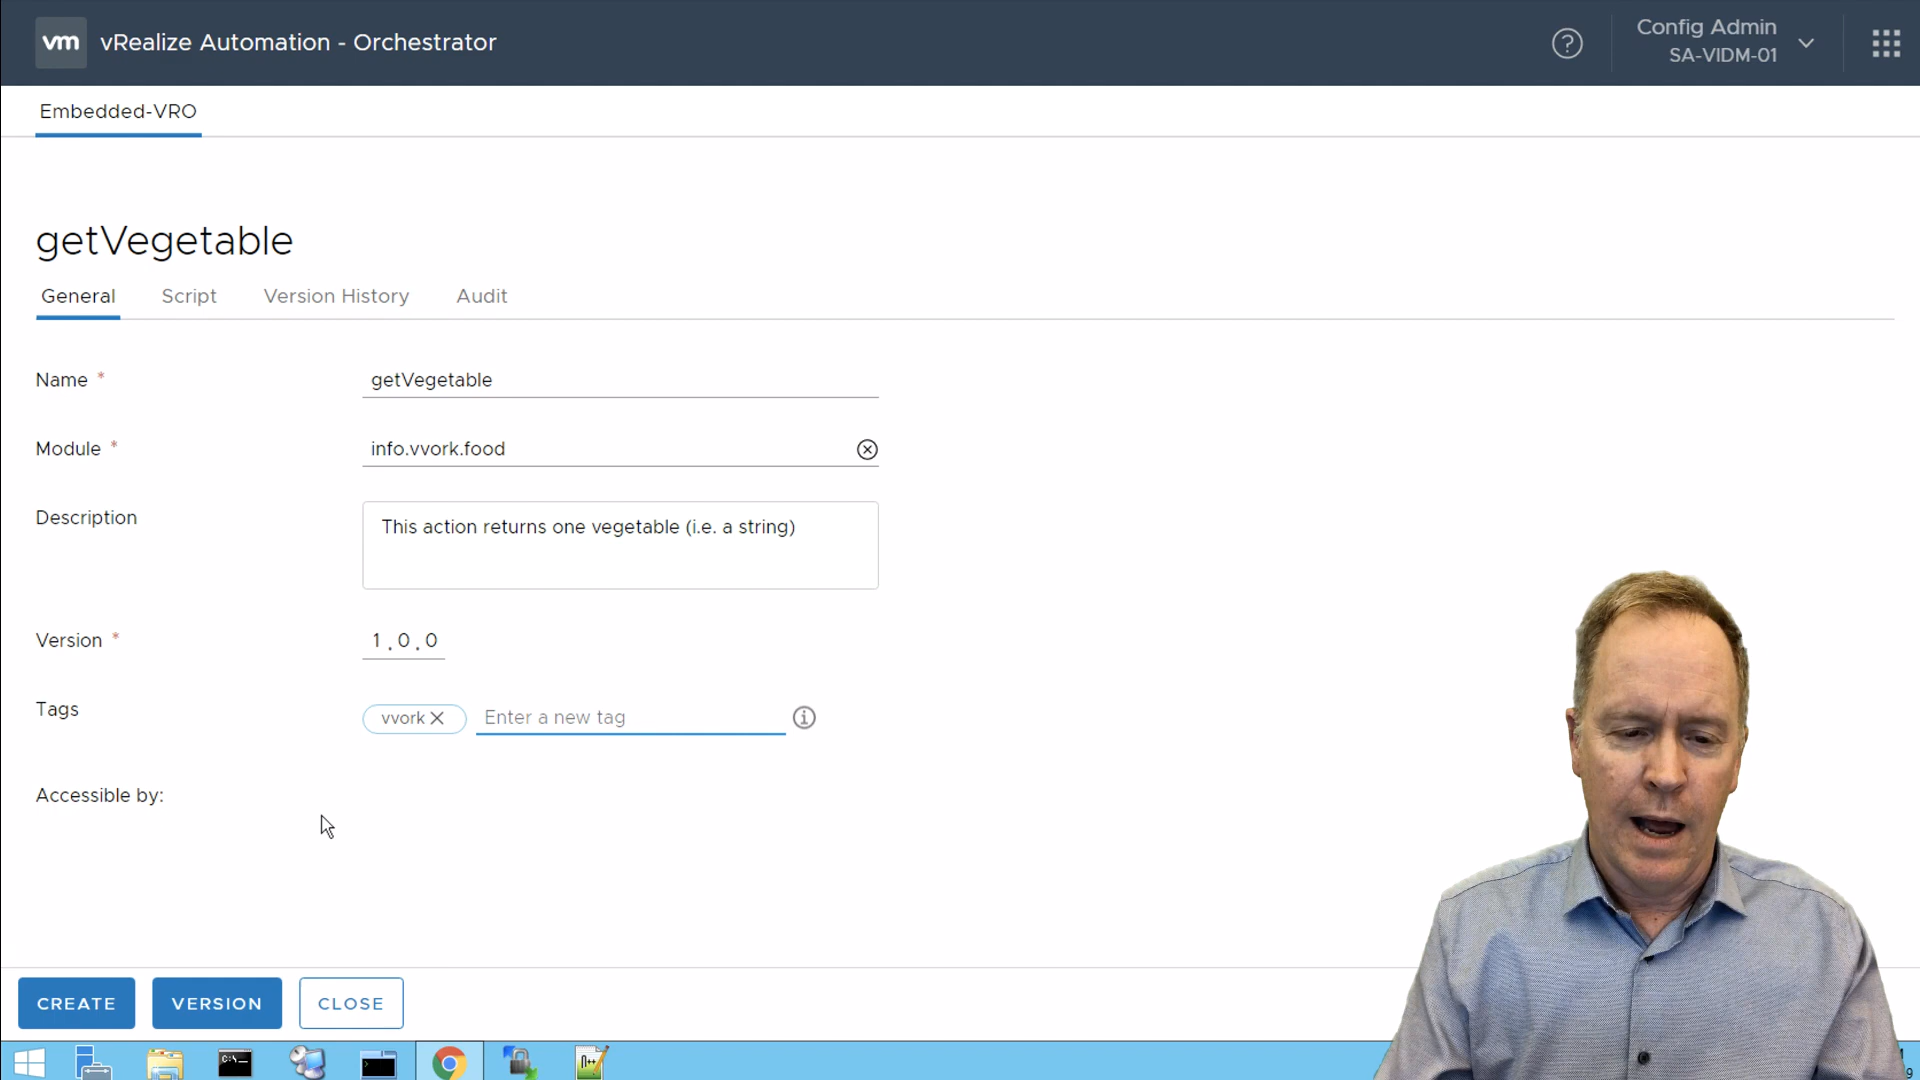 vm vRealize Automation - Orchestrator
Config Admin
SA-VIDM-01
Embedded-VRO
getVegetable
General Script Version History Audit
Name * getVegetable
Module * info.vvork.food
Description This action returns one vegetable (i.e. a string)
Version * 1 . 0 . 0
Tags vvork Enter a new tag
Accessible by:
CREATE VERSION CLOSE